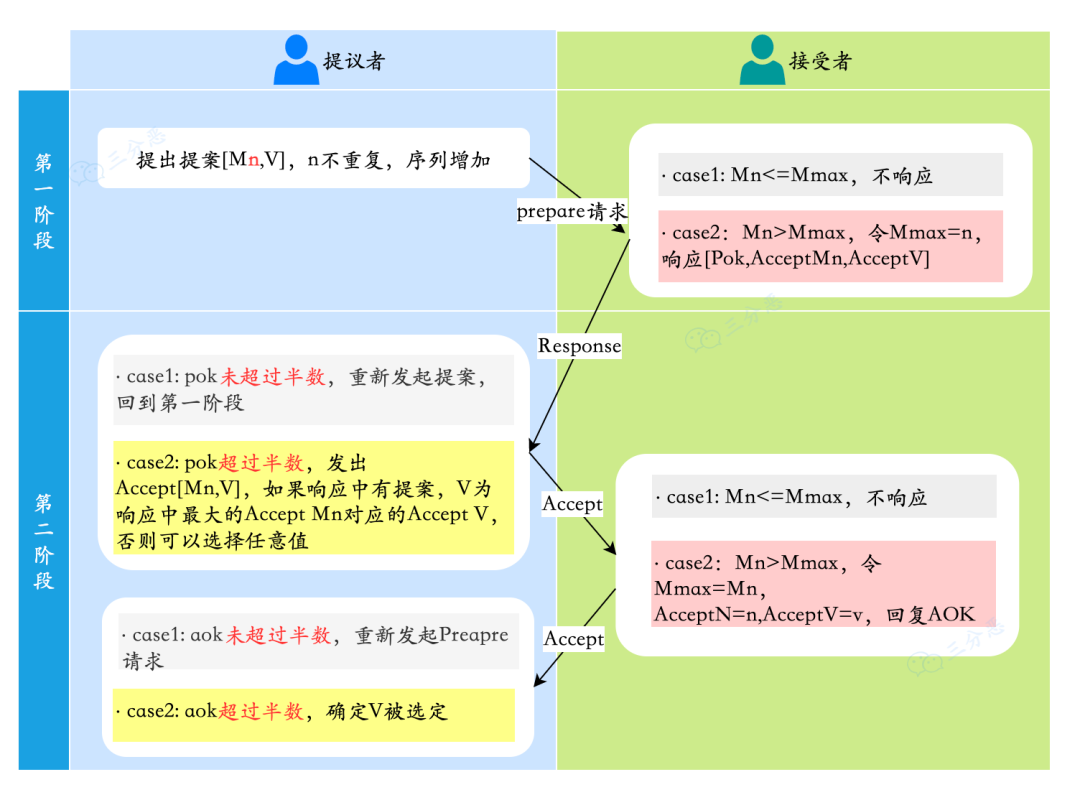 提议者
接受者
第一阶段
提出提案[Mn,V]，n不重复，序列增加
prepare请求
· case1: Mn<=Mmax，不响应
· case2：Mn>Mmax，令Mmax=n，
响应[Pok,AcceptMn,AcceptV]
Response
第二阶段
· case1: pok未超过半数，重新发起提案，
回到第一阶段
· case2: pok超过半数，发出
Accept[Mn,V]，如果响应中有提案，V为
响应中最大的Accept Mn对应的Accept V，
否则可以选择任意值
Accept
· case1: Mn<=Mmax，不响应
· case2：Mn>Mmax，令
Mmax=Mn，
AcceptN=n,AcceptV=v，回复AOK
Accept
· case1: aok未超过半数，重新发起Preapre
请求
· case2: aok超过半数，确定V被选定
三分恶
三分恶
三分恶